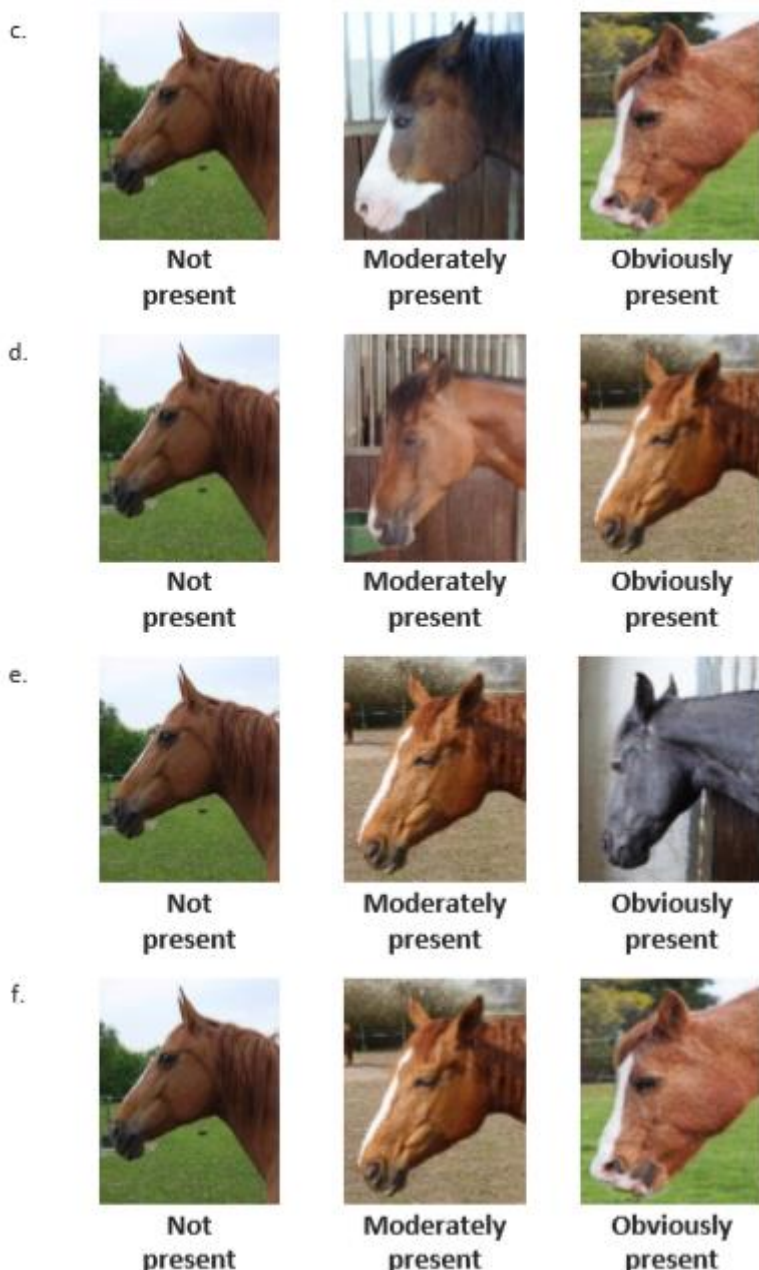 c.
Not Moderately Obviously
present present present
d.
Not Moderately Obviously
present present present
e.
Not Moderately Obviously
present present present
f.
Not Moderately Obviously
present present present